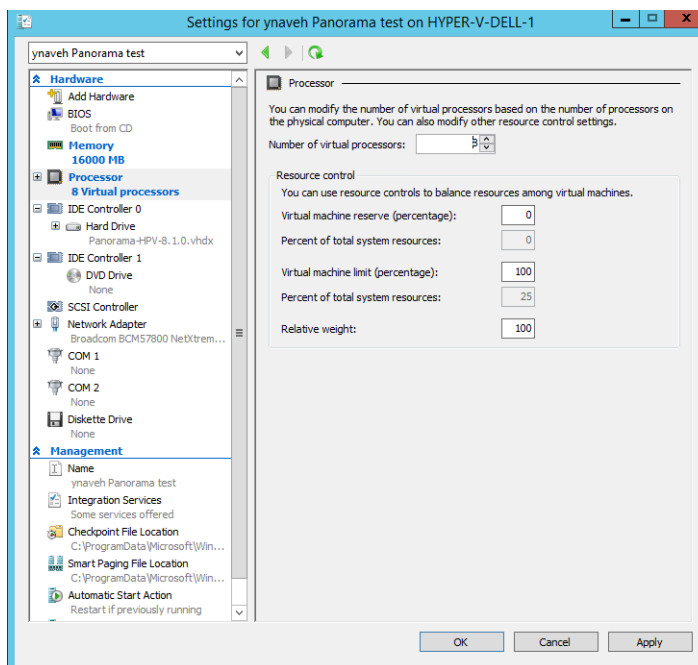 Settings for ynaveh Panorama test on HYPER-V-DELL-1
ynaveh Panorama test
Hardware
Add Hardware
BIOS
Boot from CD
Memory
16000 MB
Processor
8 Virtual processors
IDE Controller 0
Hard Drive
Panorama-HPV-8.1.0.vhdx
IDE Controller 1
DVD Drive
None
SCSI Controller
Network Adapter
Broadcom BCM57800 NetXtrem...
COM 1
None
COM 2
None
Diskette Drive
None
Management
Name
ynaveh Panorama test
Integration Services
Some services offered
Checkpoint File Location
C:\ProgramData\Microsoft\Win...
Smart Paging File Location
C:\ProgramData\Microsoft\Win...
Automatic Start Action
Restart if previously running
Processor
You can modify the number of virtual processors based on the number of processors on
the physical computer. You can also modify other resource control settings.
Number of virtual processors:
Resource control
You can use resource controls to balance resources among virtual machines.
Virtual machine reserve (percentage): 0
Percent of total system resources: 0
Virtual machine limit (percentage): 100
Percent of total system resources: 25
Relative weight: 100
OK Cancel Apply